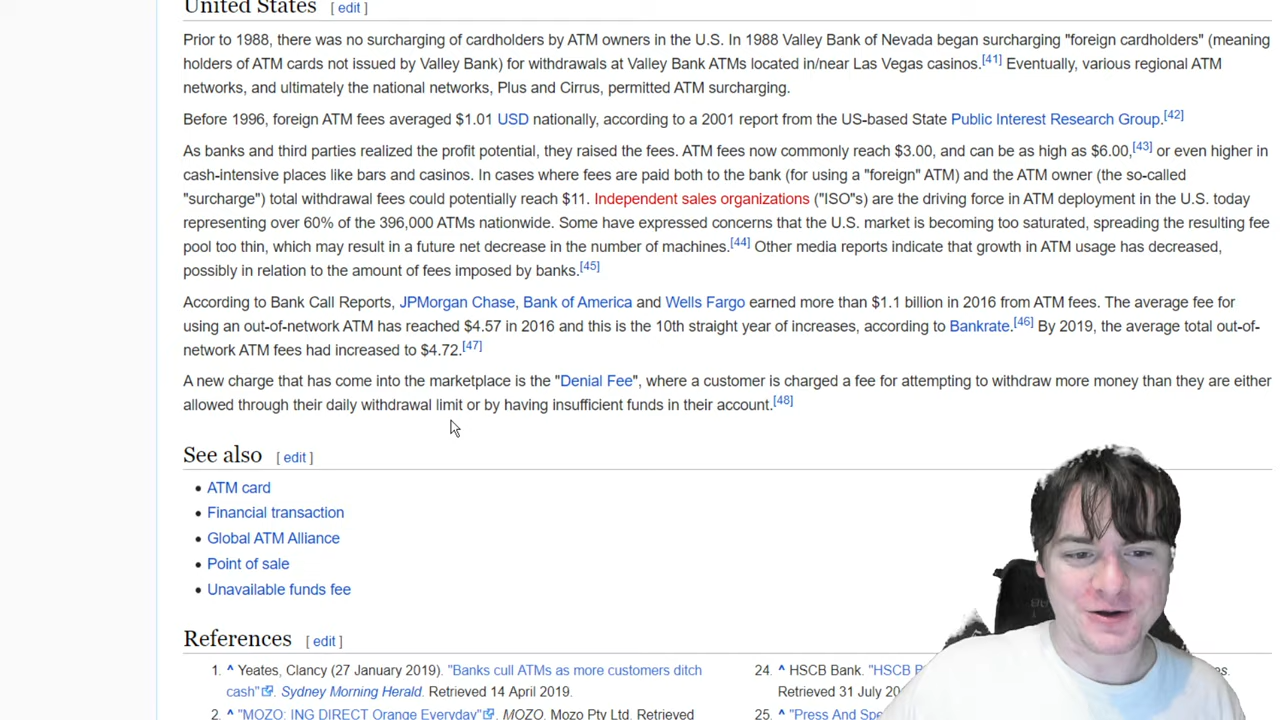 United States [ edit ]
Prior to 1988, there was no surcharging of cardholders by ATM owners in the U.S. In 1988 Valley Bank of Nevada began surcharging "foreign cardholders" (meaning
holders of ATM cards not issued by Valley Bank) for withdrawals at Valley Bank ATMs located in/near Las Vegas casinos.[41] Eventually, various regional ATM
networks, and ultimately the national networks, Plus and Cirrus, permitted ATM surcharging.
Before 1996, foreign ATM fees averaged $1.01 USD nationally, according to a 2001 report from the US-based State Public Interest Research Group.[42]
As banks and third parties realized the profit potential, they raised the fees. ATM fees now commonly reach $3.00, and can be as high as $6.00,[43] or even higher in
cash-intensive places like bars and casinos. In cases where fees are paid both to the bank (for using a "foreign" ATM) and the ATM owner (the so-called
"surcharge") total withdrawal fees could potentially reach $11. Independent sales organizations ("ISO"s) are the driving force in ATM deployment in the U.S. today
representing over 60% of the 396,000 ATMs nationwide. Some have expressed concerns that the U.S. market is becoming too saturated, spreading the resulting fee
pool too thin, which may result in a future net decrease in the number of machines.[44] Other media reports indicate that growth in ATM usage has decreased,
possibly in relation to the amount of fees imposed by banks.[45]
According to Bank Call Reports, JPMorgan Chase, Bank of America and Wells Fargo earned more than $1.1 billion in 2016 from ATM fees. The average fee for
using an out-of-network ATM has reached $4.57 in 2016 and this is the 10th straight year of increases, according to Bankrate.[46] By 2019, the average total out-of-
network ATM fees had increased to $4.72.[47]
A new charge that has come into the marketplace is the "Denial Fee", where a customer is charged a fee for attempting to withdraw more money than they are either
allowed through their daily withdrawal limit or by having insufficient funds in their account.[48]
See also [ edit ]
• ATM card
• Financial transaction
• Global ATM Alliance
• Point of sale
• Unavailable funds fee
References [ edit ]
1. ^ Yeates, Clancy (27 January 2019). "Banks cull ATMs as more customers ditch
cash". Sydney Morning Herald. Retrieved 14 April 2019.
2. ^ "MOZO: ING DIRECT Orange Everyday". MOZO. Mozo Pty Ltd. Retrieved
24. ^ HSCB Bank. "HSCB
Retrieved 31 July
25. ^ "Press And